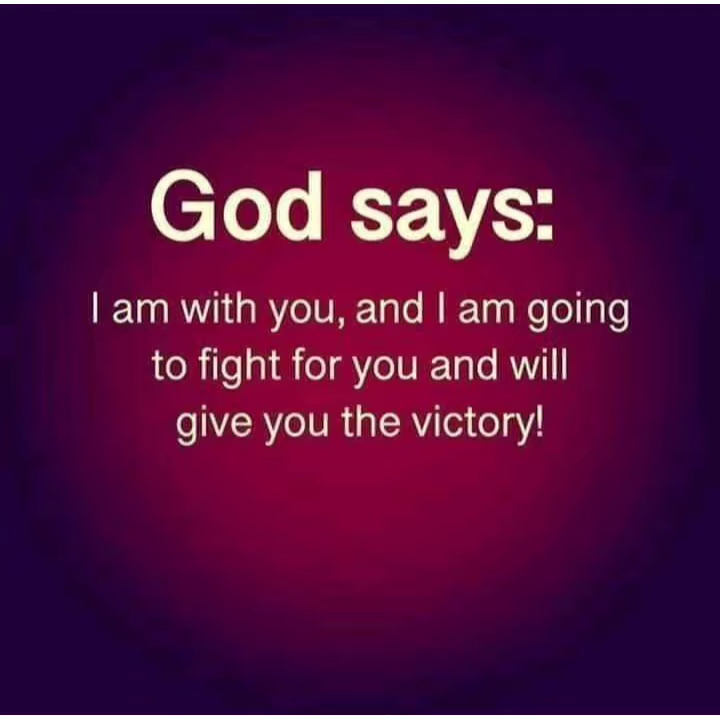 God says:
I am with you, and I am going
to fight for you and will
give you the victory!